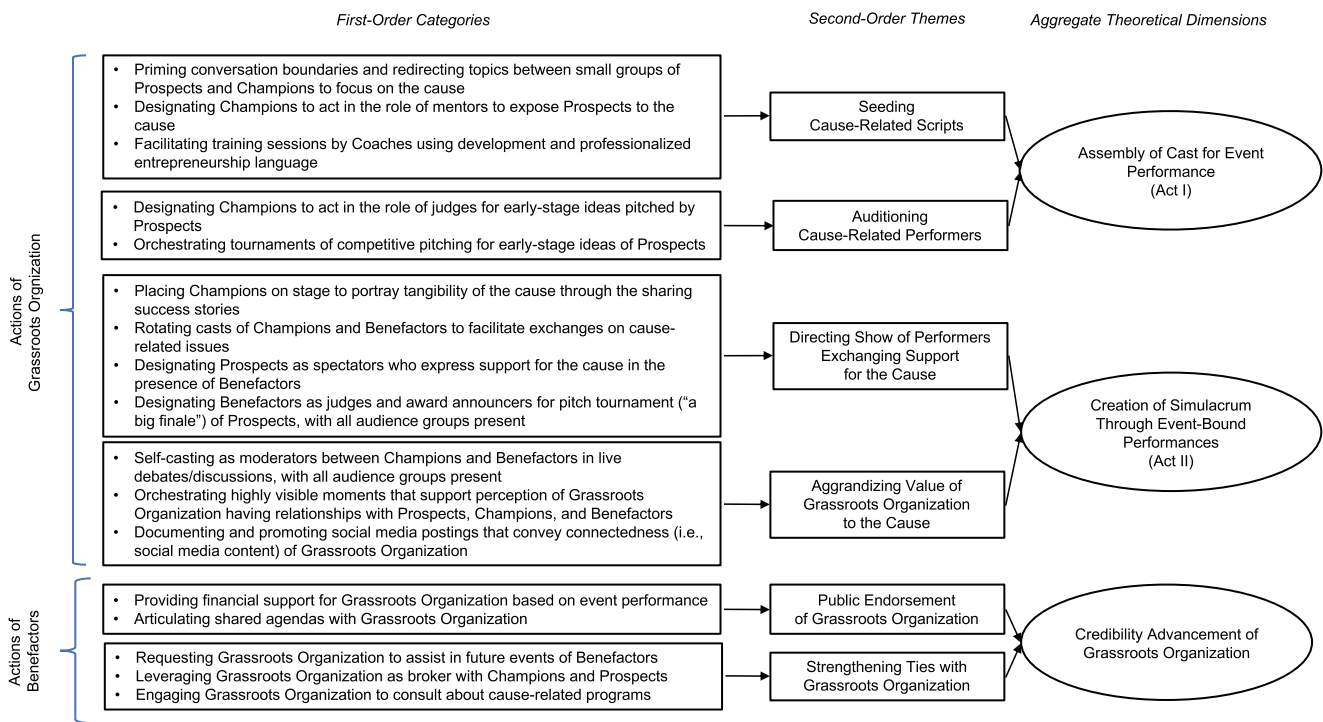 First-Order Categories
Second-Order Themes
Aggregate Theoretical Dimensions
Actions of
Grassroots Orgnization
• Priming conversation boundaries and redirecting topics between small groups of
Prospects and Champions to focus on the cause
• Designating Champions to act in the role of mentors to expose Prospects to the
cause
• Facilitating training sessions by Coaches using development and professionalized
entrepreneurship language
Seeding
Cause-Related Scripts
• Designating Champions to act in the role of judges for early-stage ideas pitched by
Prospects
• Orchestrating tournaments of competitive pitching for early-stage ideas of Prospects
Auditioning
Cause-Related Performers
Assembly of Cast for Event
Performance
(Act I)
• Placing Champions on stage to portray tangibility of the cause through the sharing
success stories
• Rotating casts of Champions and Benefactors to facilitate exchanges on cause-
related issues
• Designating Prospects as spectators who express support for the cause in the
presence of Benefactors
• Designating Benefactors as judges and award announcers for pitch tournament (“a
big finale”) of Prospects, with all audience groups present
Directing Show of Performers
Exchanging Support
for the Cause
• Self-casting as moderators between Champions and Benefactors in live
debates/discussions, with all audience groups present
• Orchestrating highly visible moments that support perception of Grassroots
Organization having relationships with Prospects, Champions, and Benefactors
• Documenting and promoting social media postings that convey connectedness (i.e.,
social media content) of Grassroots Organization
Aggrandizing Value of
Grassroots Organization
to the Cause
Creation of Simulacrum
Through Event-Bound
Performances
(Act II)
Actions of
Benefactors
• Providing financial support for Grassroots Organization based on event performance
• Articulating shared agendas with Grassroots Organization
Public Endorsement
of Grassroots Organization
• Requesting Grassroots Organization to assist in future events of Benefactors
• Leveraging Grassroots Organization as broker with Champions and Prospects
• Engaging Grassroots Organization to consult about cause-related programs
Strengthening Ties with
Grassroots Organization
Credibility Advancement of
Grassroots Organization